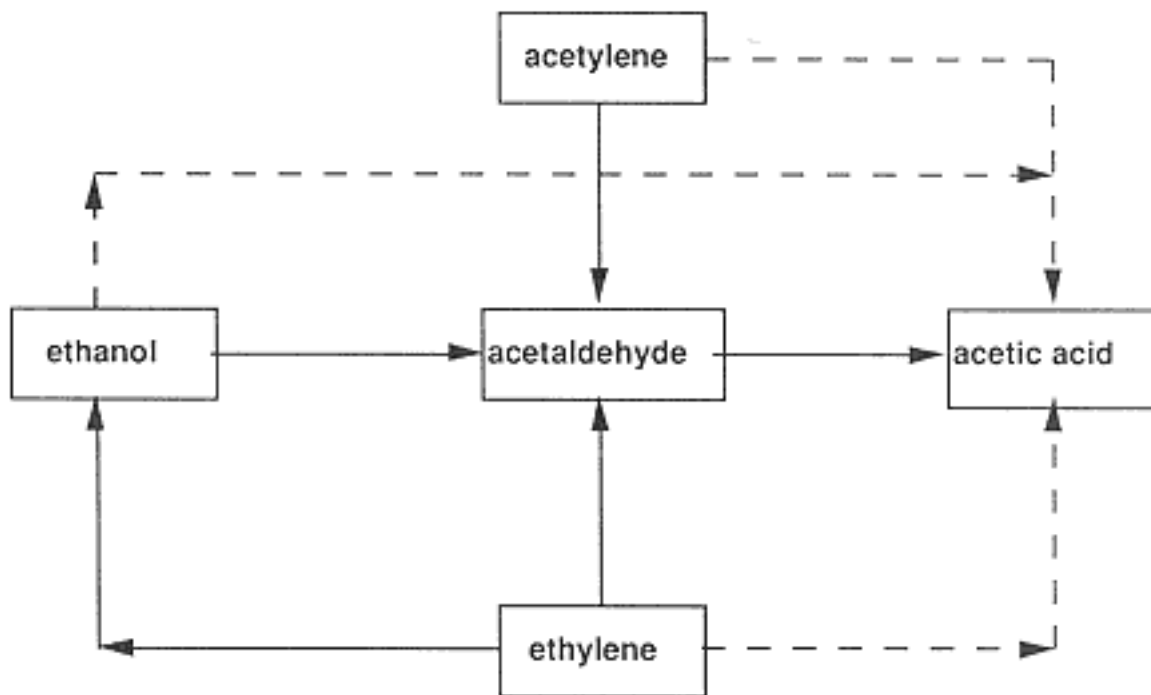 acetylene
ethanol
acetaldehyde
acetic acid
ethylene